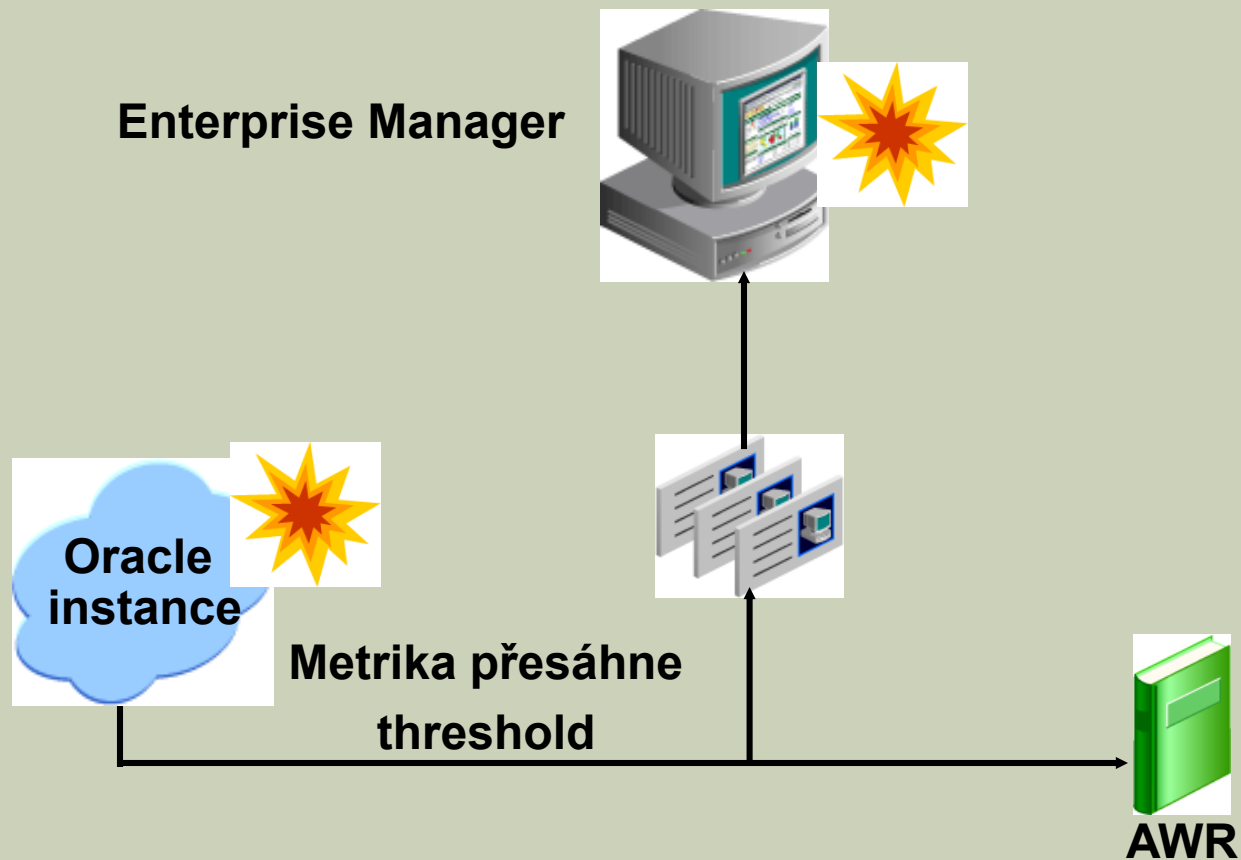 Enterprise Manager
Oracle
instance
Metrika přesáhne
threshold
AWR